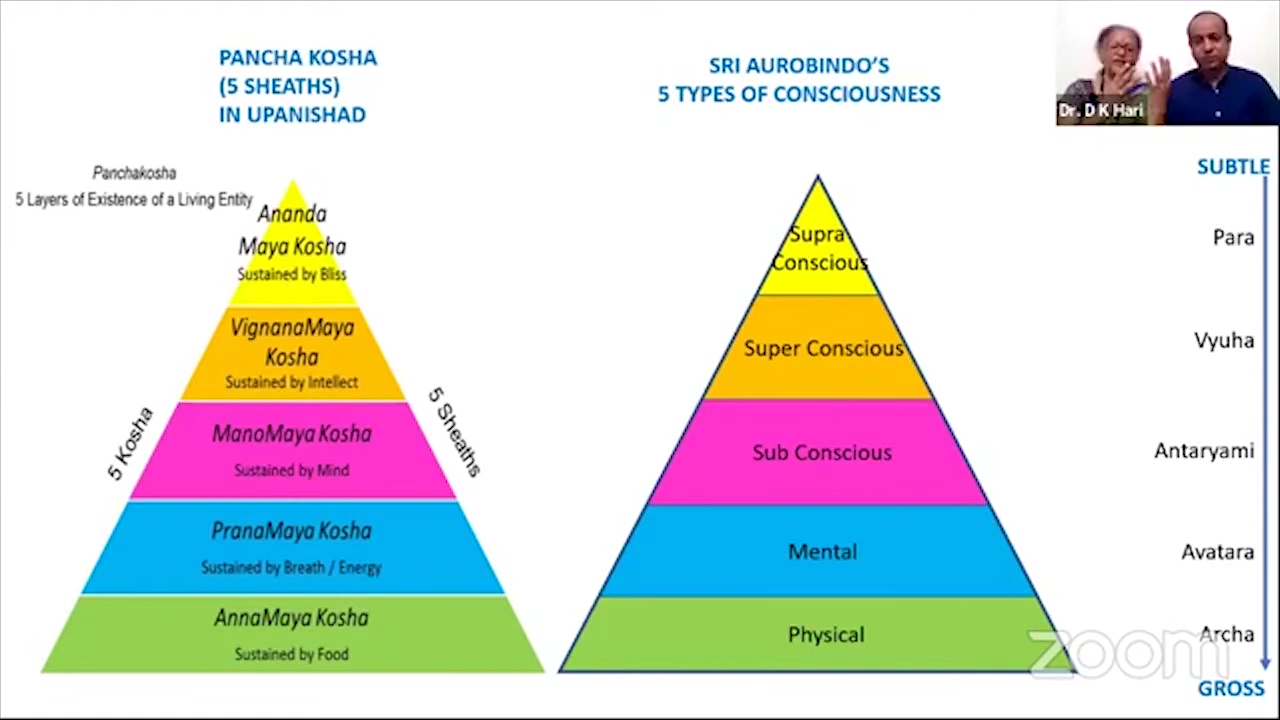 PANCHA KOSHA
(5 SHEATHS)
IN UPANISHAD
Panchakosha
5 Layers of Existence of a Living Entity
Ananda
Maya Kosha
Sustained by Bliss
VignanaMaya
Kosha
Sustained by Intellect
5 Kosha
5 Sheaths
ManoMaya Kosha
Sustained by Mind
PranaMaya Kosha
Sustained by Breath / Energy
AnnaMaya Kosha
Sustained by Food
SRI AUROBINDO’S
5 TYPES OF CONSCIOUSNESS
Supra
Conscious
Super Conscious
Sub Conscious
Mental
Physical
Dr. D K Hari
SUBTLE
Para
Vyuha
Antaryami
Avatara
Archa
GROSS
zoom